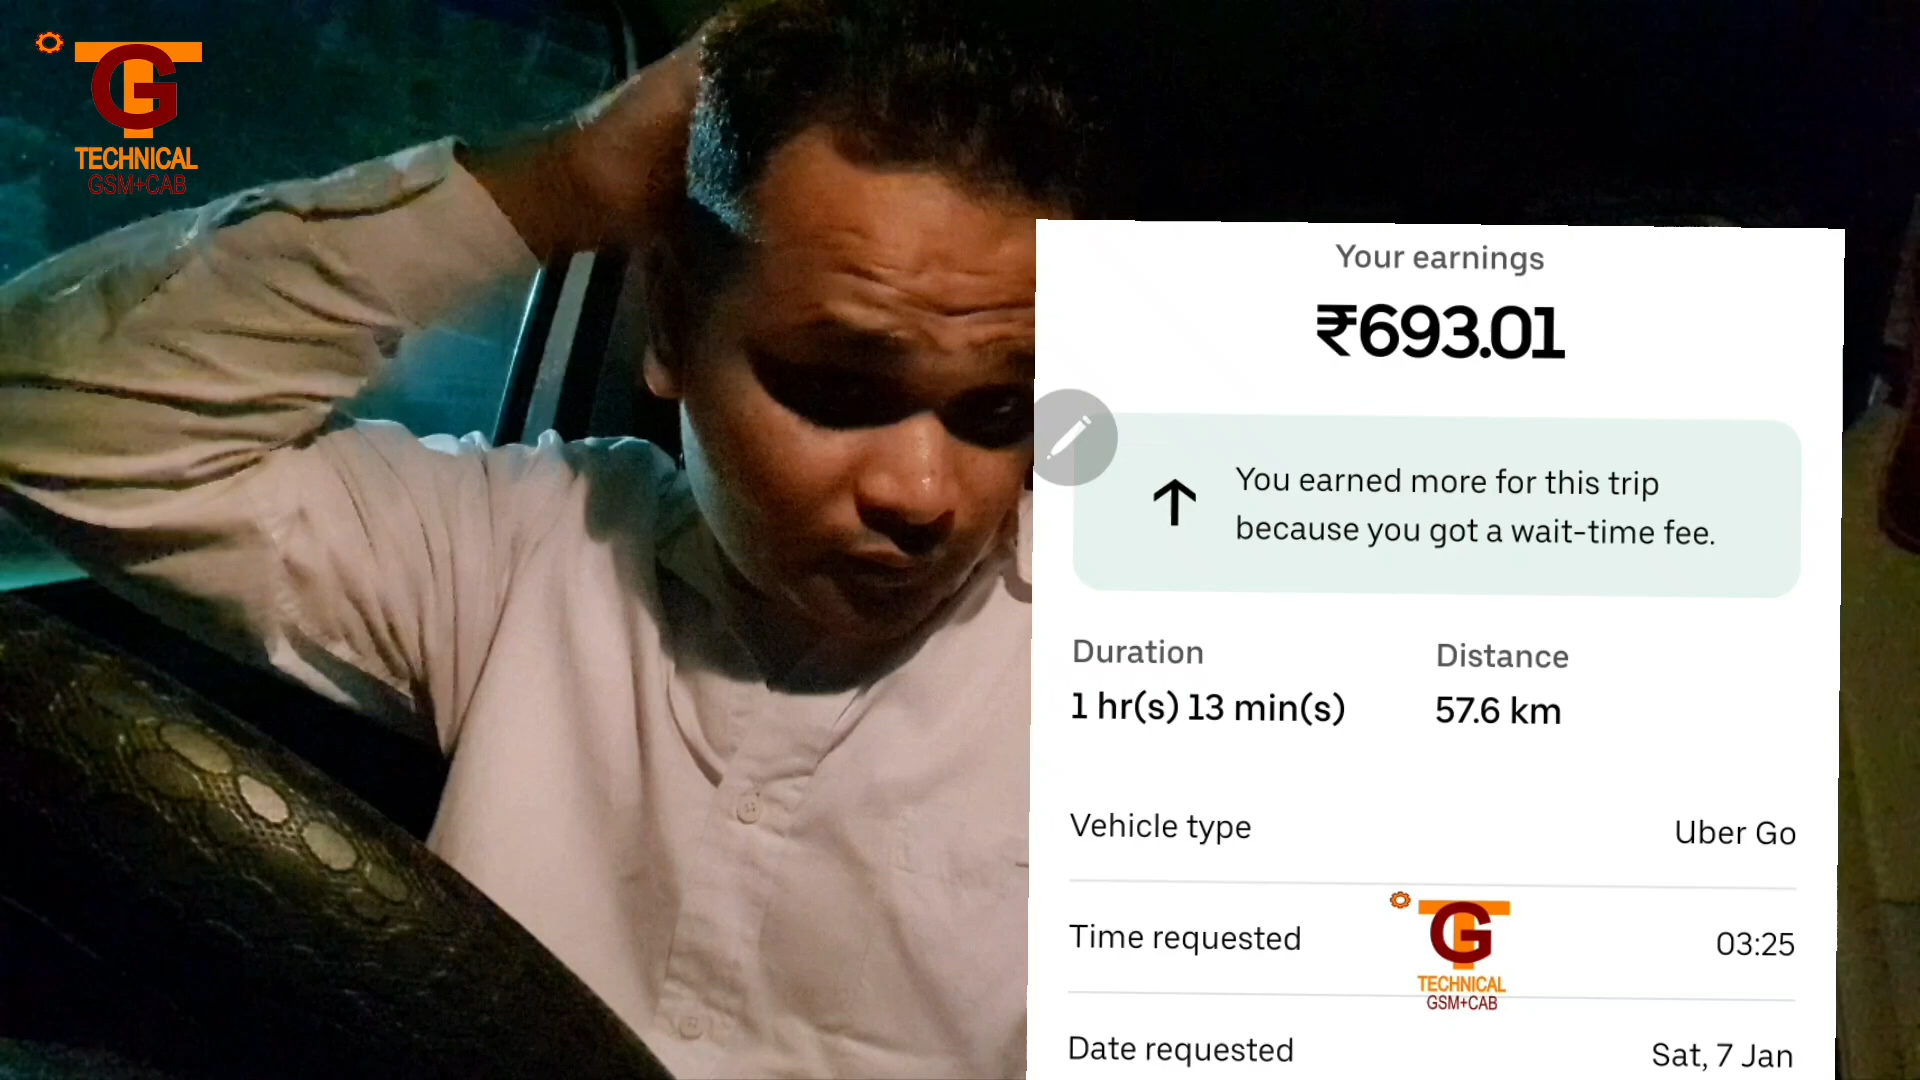 TG
TECHNICAL
GSM+CAB
Your earnings
₹693.01
You earned more for this trip
because you got a wait-time fee.
Duration
Distance
1 hr(s) 13 min(s)
57.6 km
Vehicle type
Uber Go
Time requested
03:25
TG
TECHNICAL
GSM+CAB
Date requested
Sat, 7 Jan